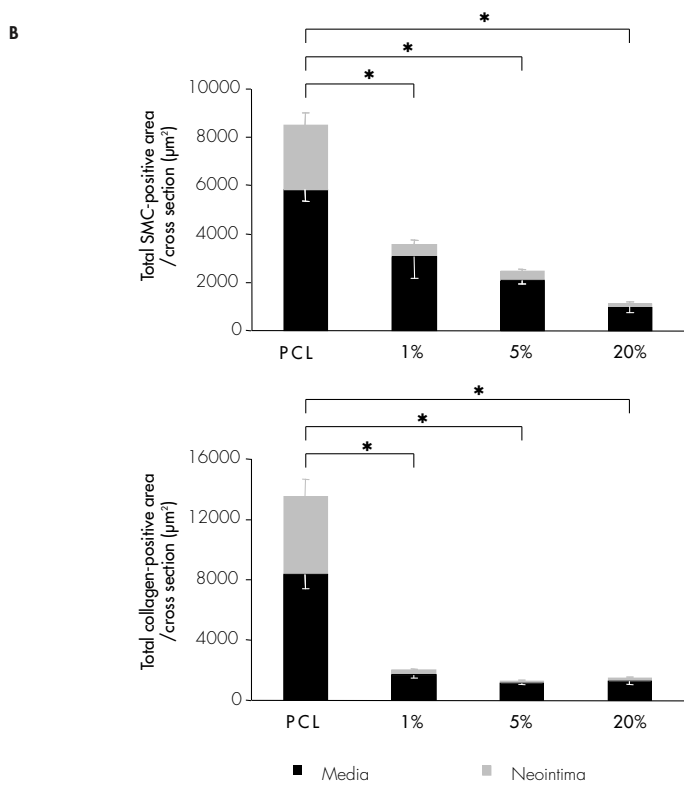 B
*
*
*
10000
8000
6000
4000
2000
0
Total SMC-positive area
/cross section (µm²)
PCL 1% 5% 20%
*
*
*
16000
12000
8000
4000
0
Total collagen-positive area
/cross section (µm²)
PCL 1% 5% 20%
Media Neointima